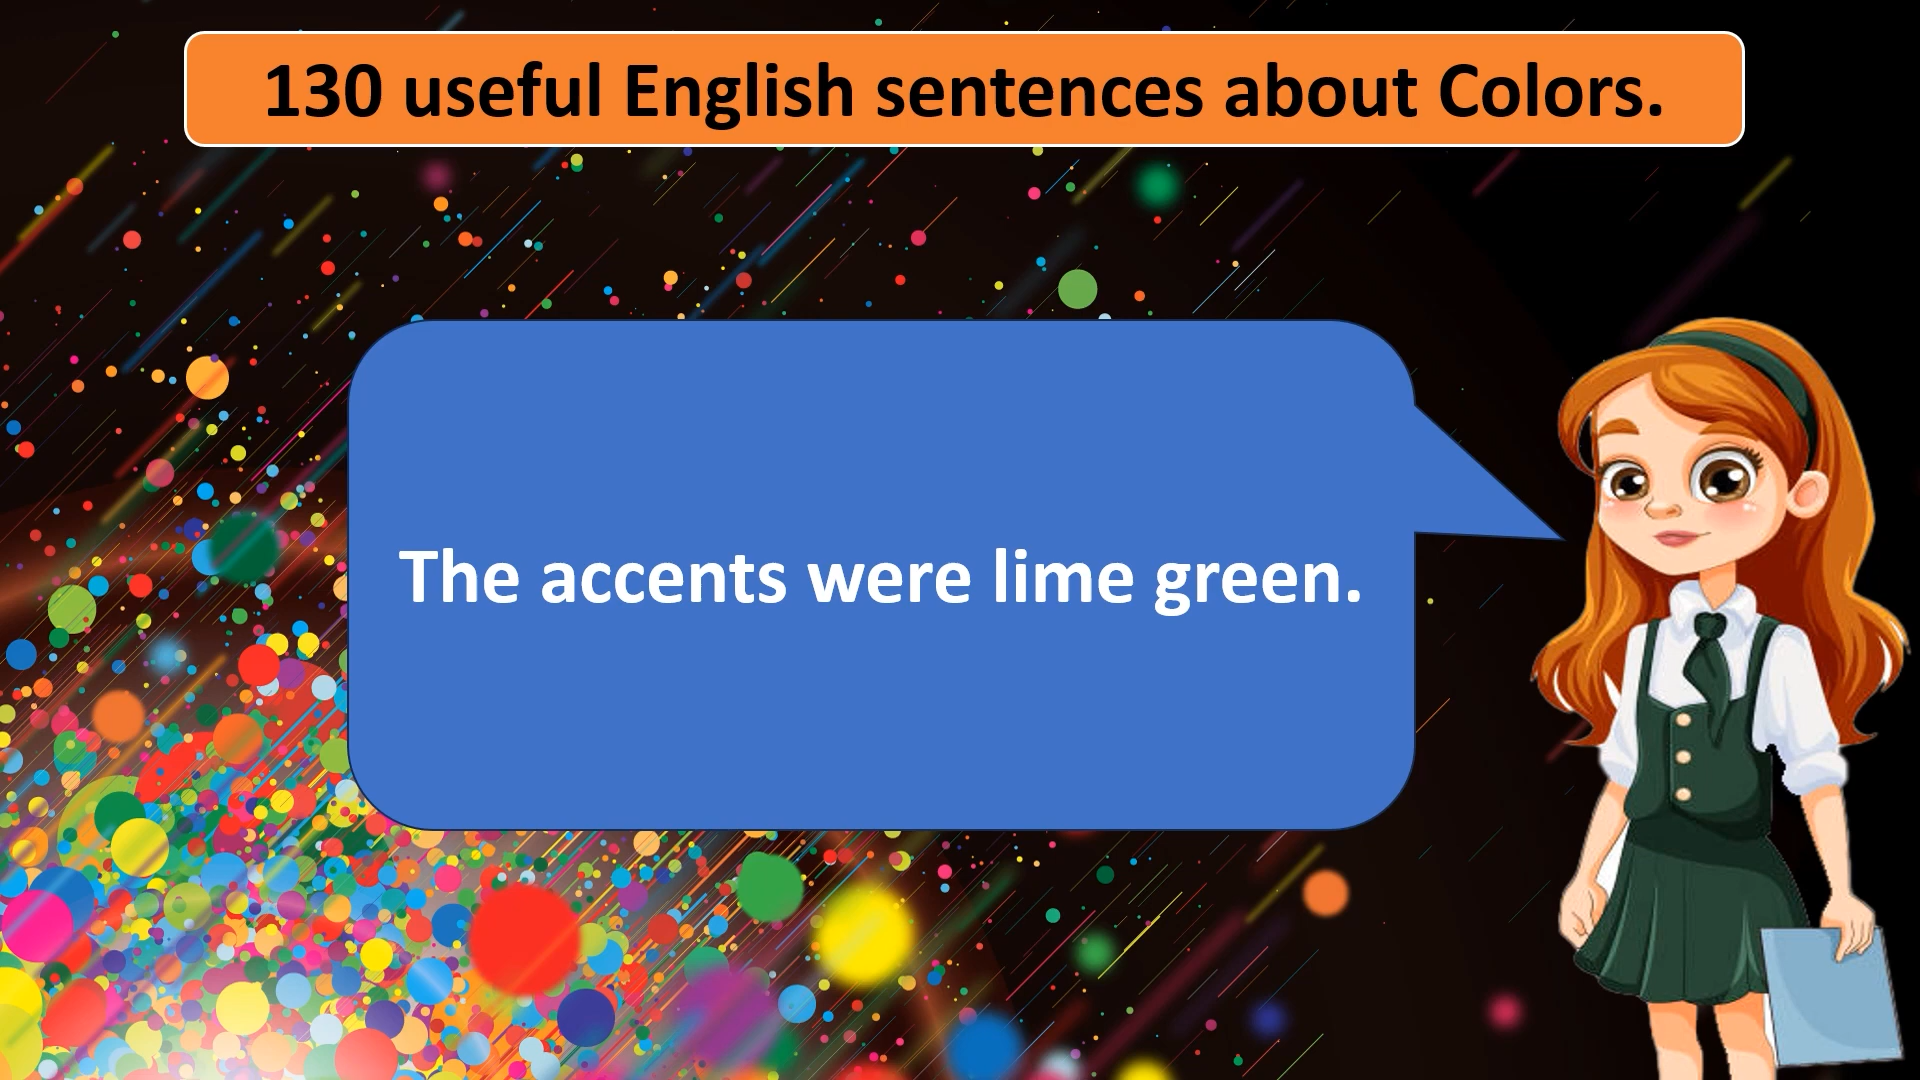 130 useful English sentences about Colors.
The accents were lime green.